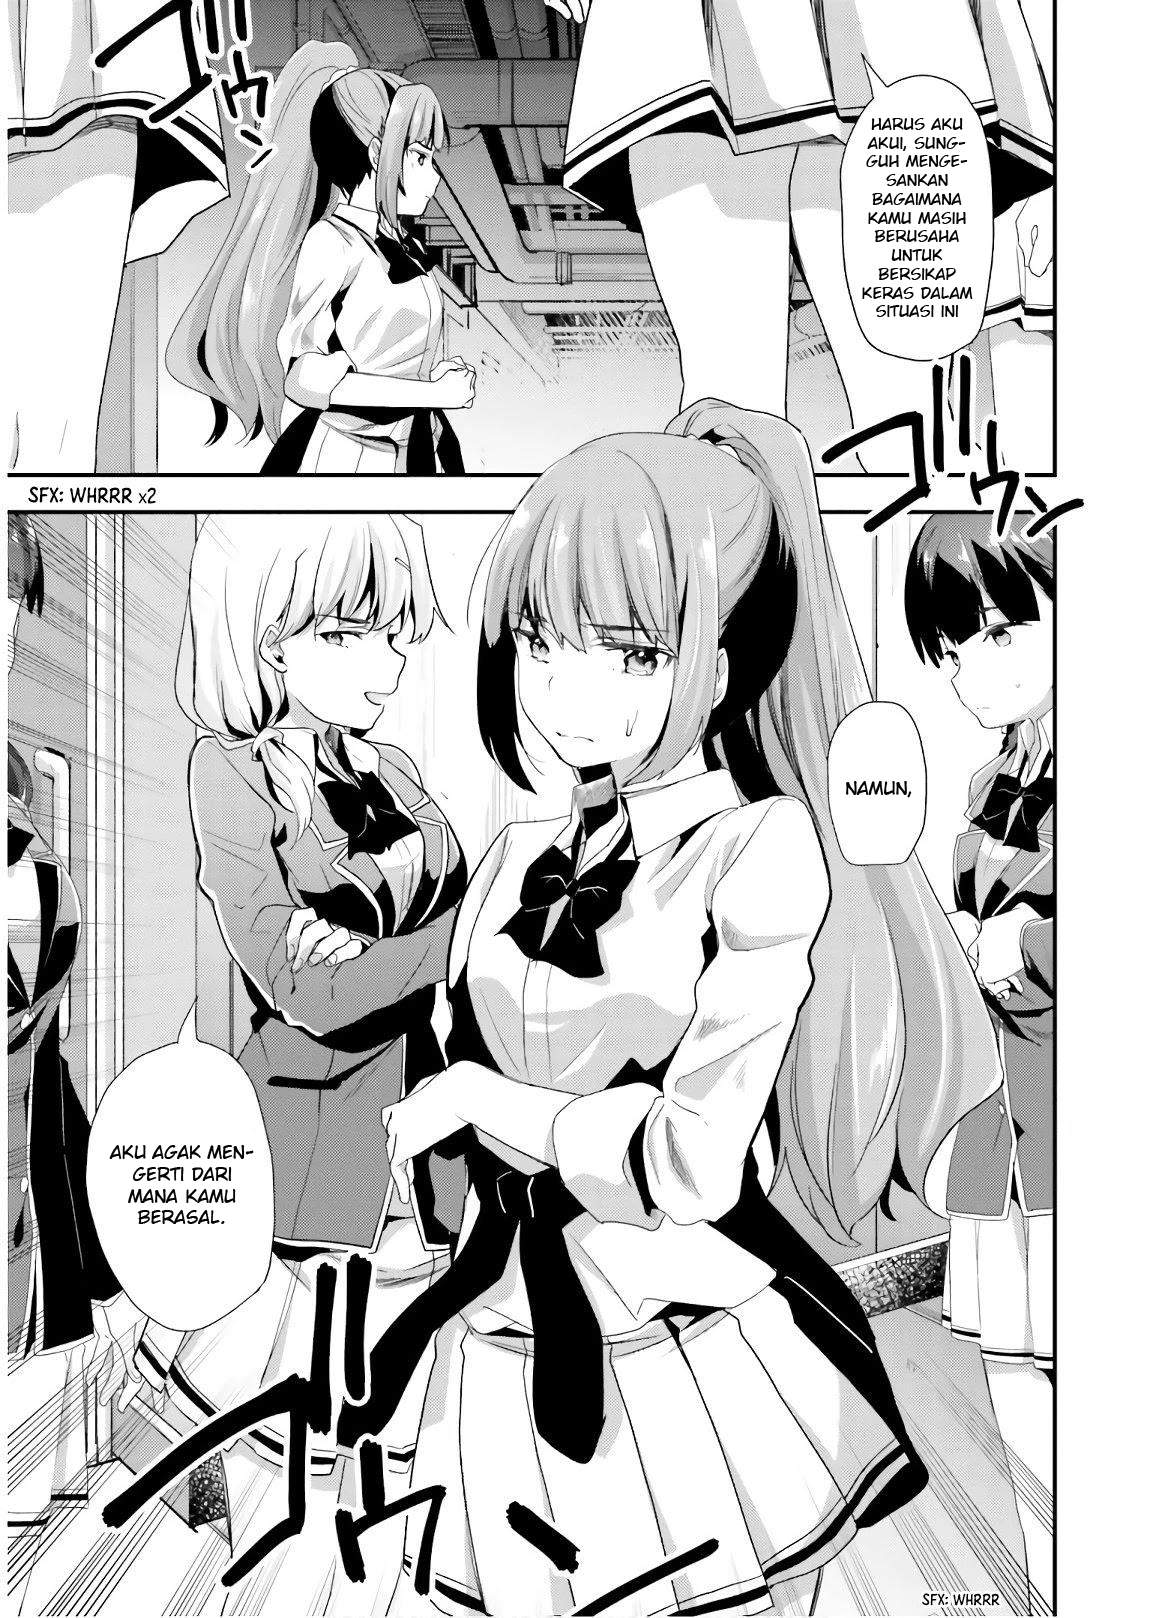 ゴウン
HARUS AKU
AKUI, SUNG-
GUH MENGE-
SANKAN
BAGAIMANA
KAMU MASIH
BERUSAHA
UNTUK
BERSIKAP
KERAS DALAM
SITUASI INI
ゴウン
SFX: WHRRR x2
NAMUN,
AKU AGAK MEN-
GERTI DARI
MANA KAMU
BERASAL.
ゴウン
SFX: WHRRR